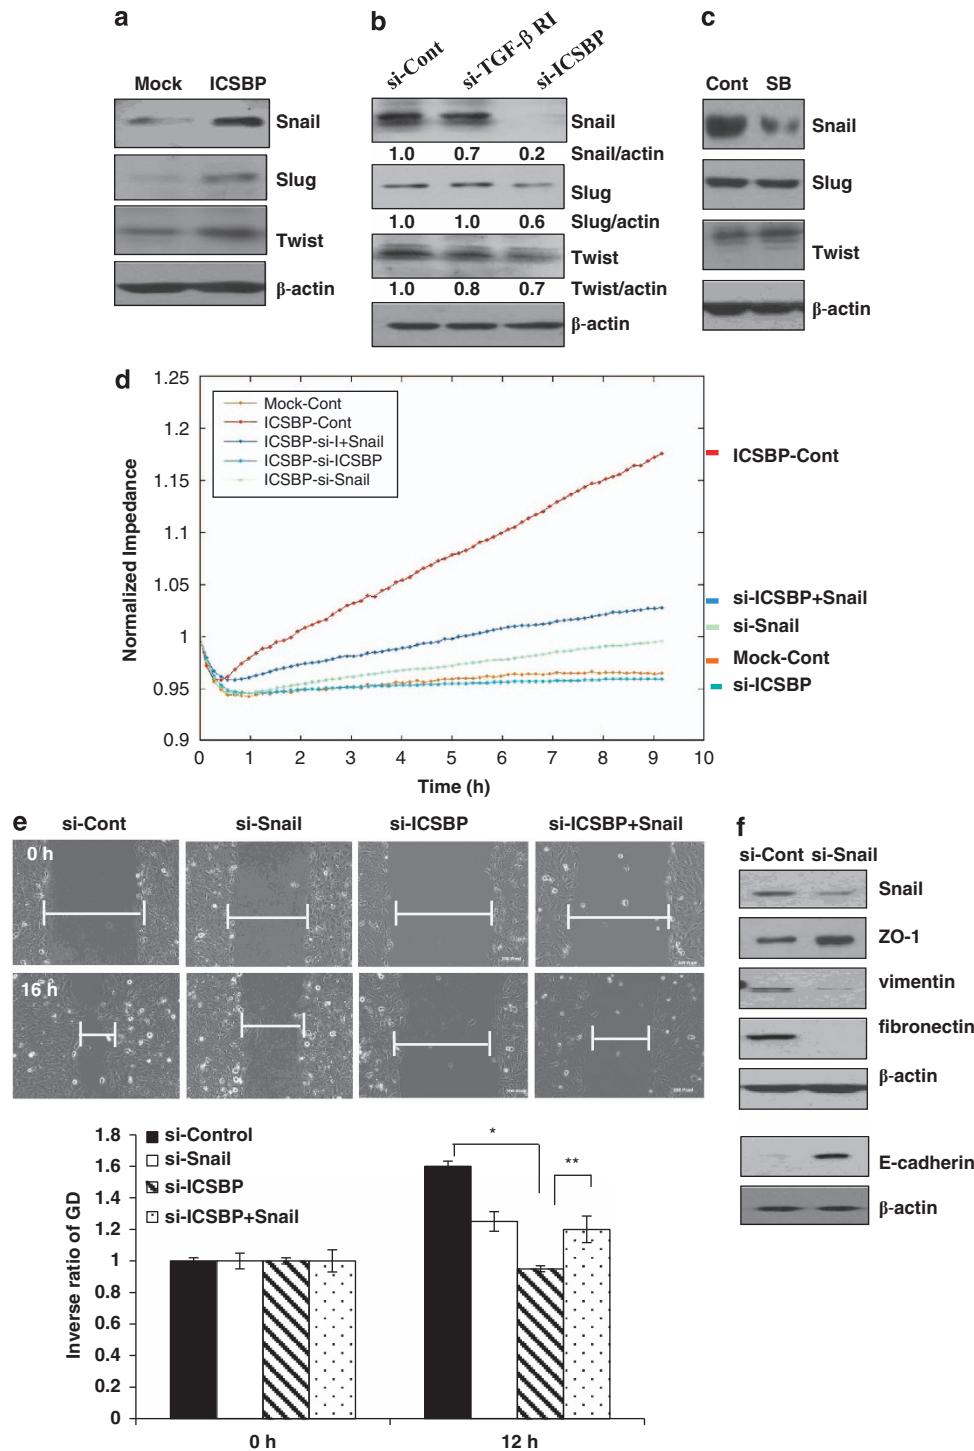 a
Mock ICSBP
Snail
Slug
Twist
β-actin
b
si-Cont si-TGF-β RI si-ICSBP
Snail
1.0 0.7 0.2 Snail/actin
Slug
1.0 1.0 0.6 Slug/actin
Twist
1.0 0.8 0.7 Twist/actin
β-actin
c
Cont SB
Snail
Slug
Twist
β-actin
d
Normalized Impedance
1.25
1.2
1.15
1.1
1.05
1
0.95
0.9
Mock-Cont
ICSBP-Cont
ICSBP-si-I+Snail
ICSBP-si-ICSBP
ICSBP-si-Snail
0 1 2 3 4 5 6 7 8 9 10
Time (h)
ICSBP-Cont
si-ICSBP+Snail
si-Snail
Mock-Cont
si-ICSBP
e
si-Cont si-Snail si-ICSBP si-ICSBP+Snail
0 h
16 h
Inverse ratio of GD
1.8
1.6
1.4
1.2
1
0.8
0.6
0.4
0.2
0
si-Control
si-Snail
si-ICSBP
si-ICSBP+Snail
*
**
0 h 12 h
f
si-Cont si-Snail
Snail
ZO-1
vimentin
fibronectin
β-actin
E-cadherin
β-actin